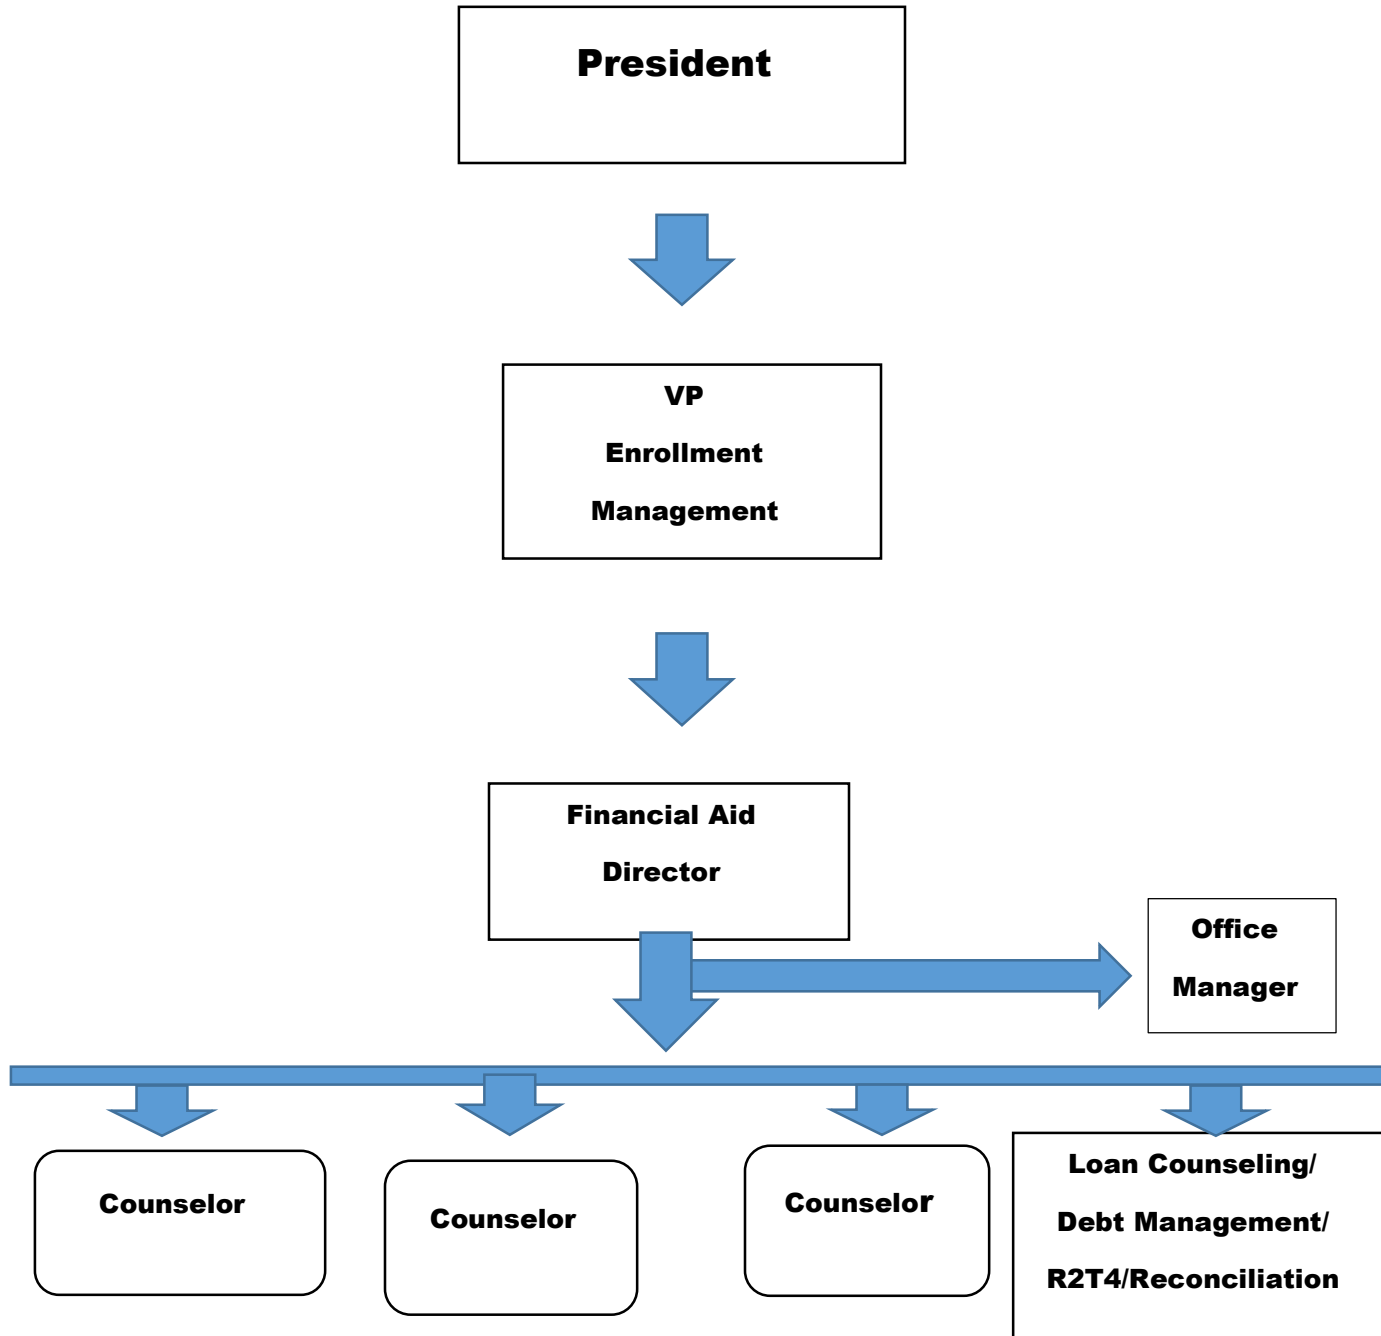 President
VP
Enrollment
Management
Financial Aid
Director
Office
Manager
Counselor
Counselor
Counselor
Loan Counseling/
Debt Management/
R2T4/Reconciliation